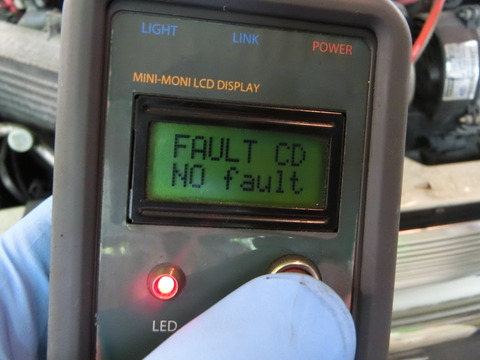 LIGHT LINK POWER
MINI-MONI LCD DISPLAY
FAULT CD
NO fault
LED